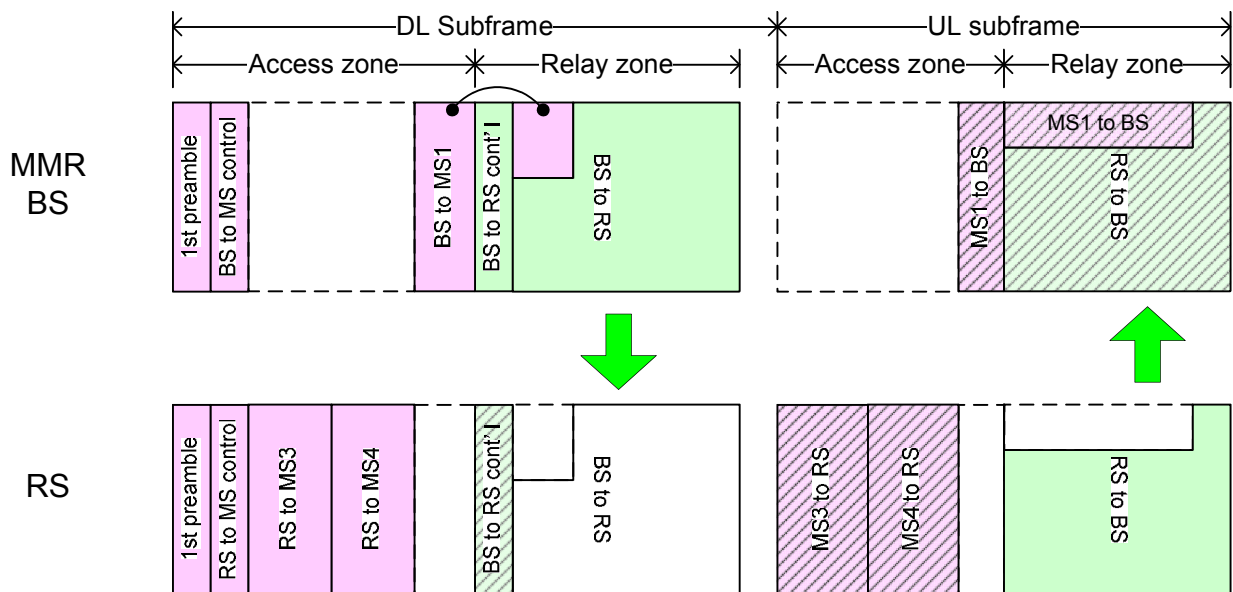 DL Subframe
UL subframe
Access zone
Relay zone
Access zone
Relay zone
MMR
BS
1st preamble
BS to MS control
BS to MS1
BS to RS cont' l
BS to RS
MS1 to BS
MS1 to BS
RS to BS
RS
1st preamble
RS to MS control
RS to MS3
RS to MS4
BS to RS cont' l
BS to RS
MS3 to RS
MS4 to RS
RS to BS